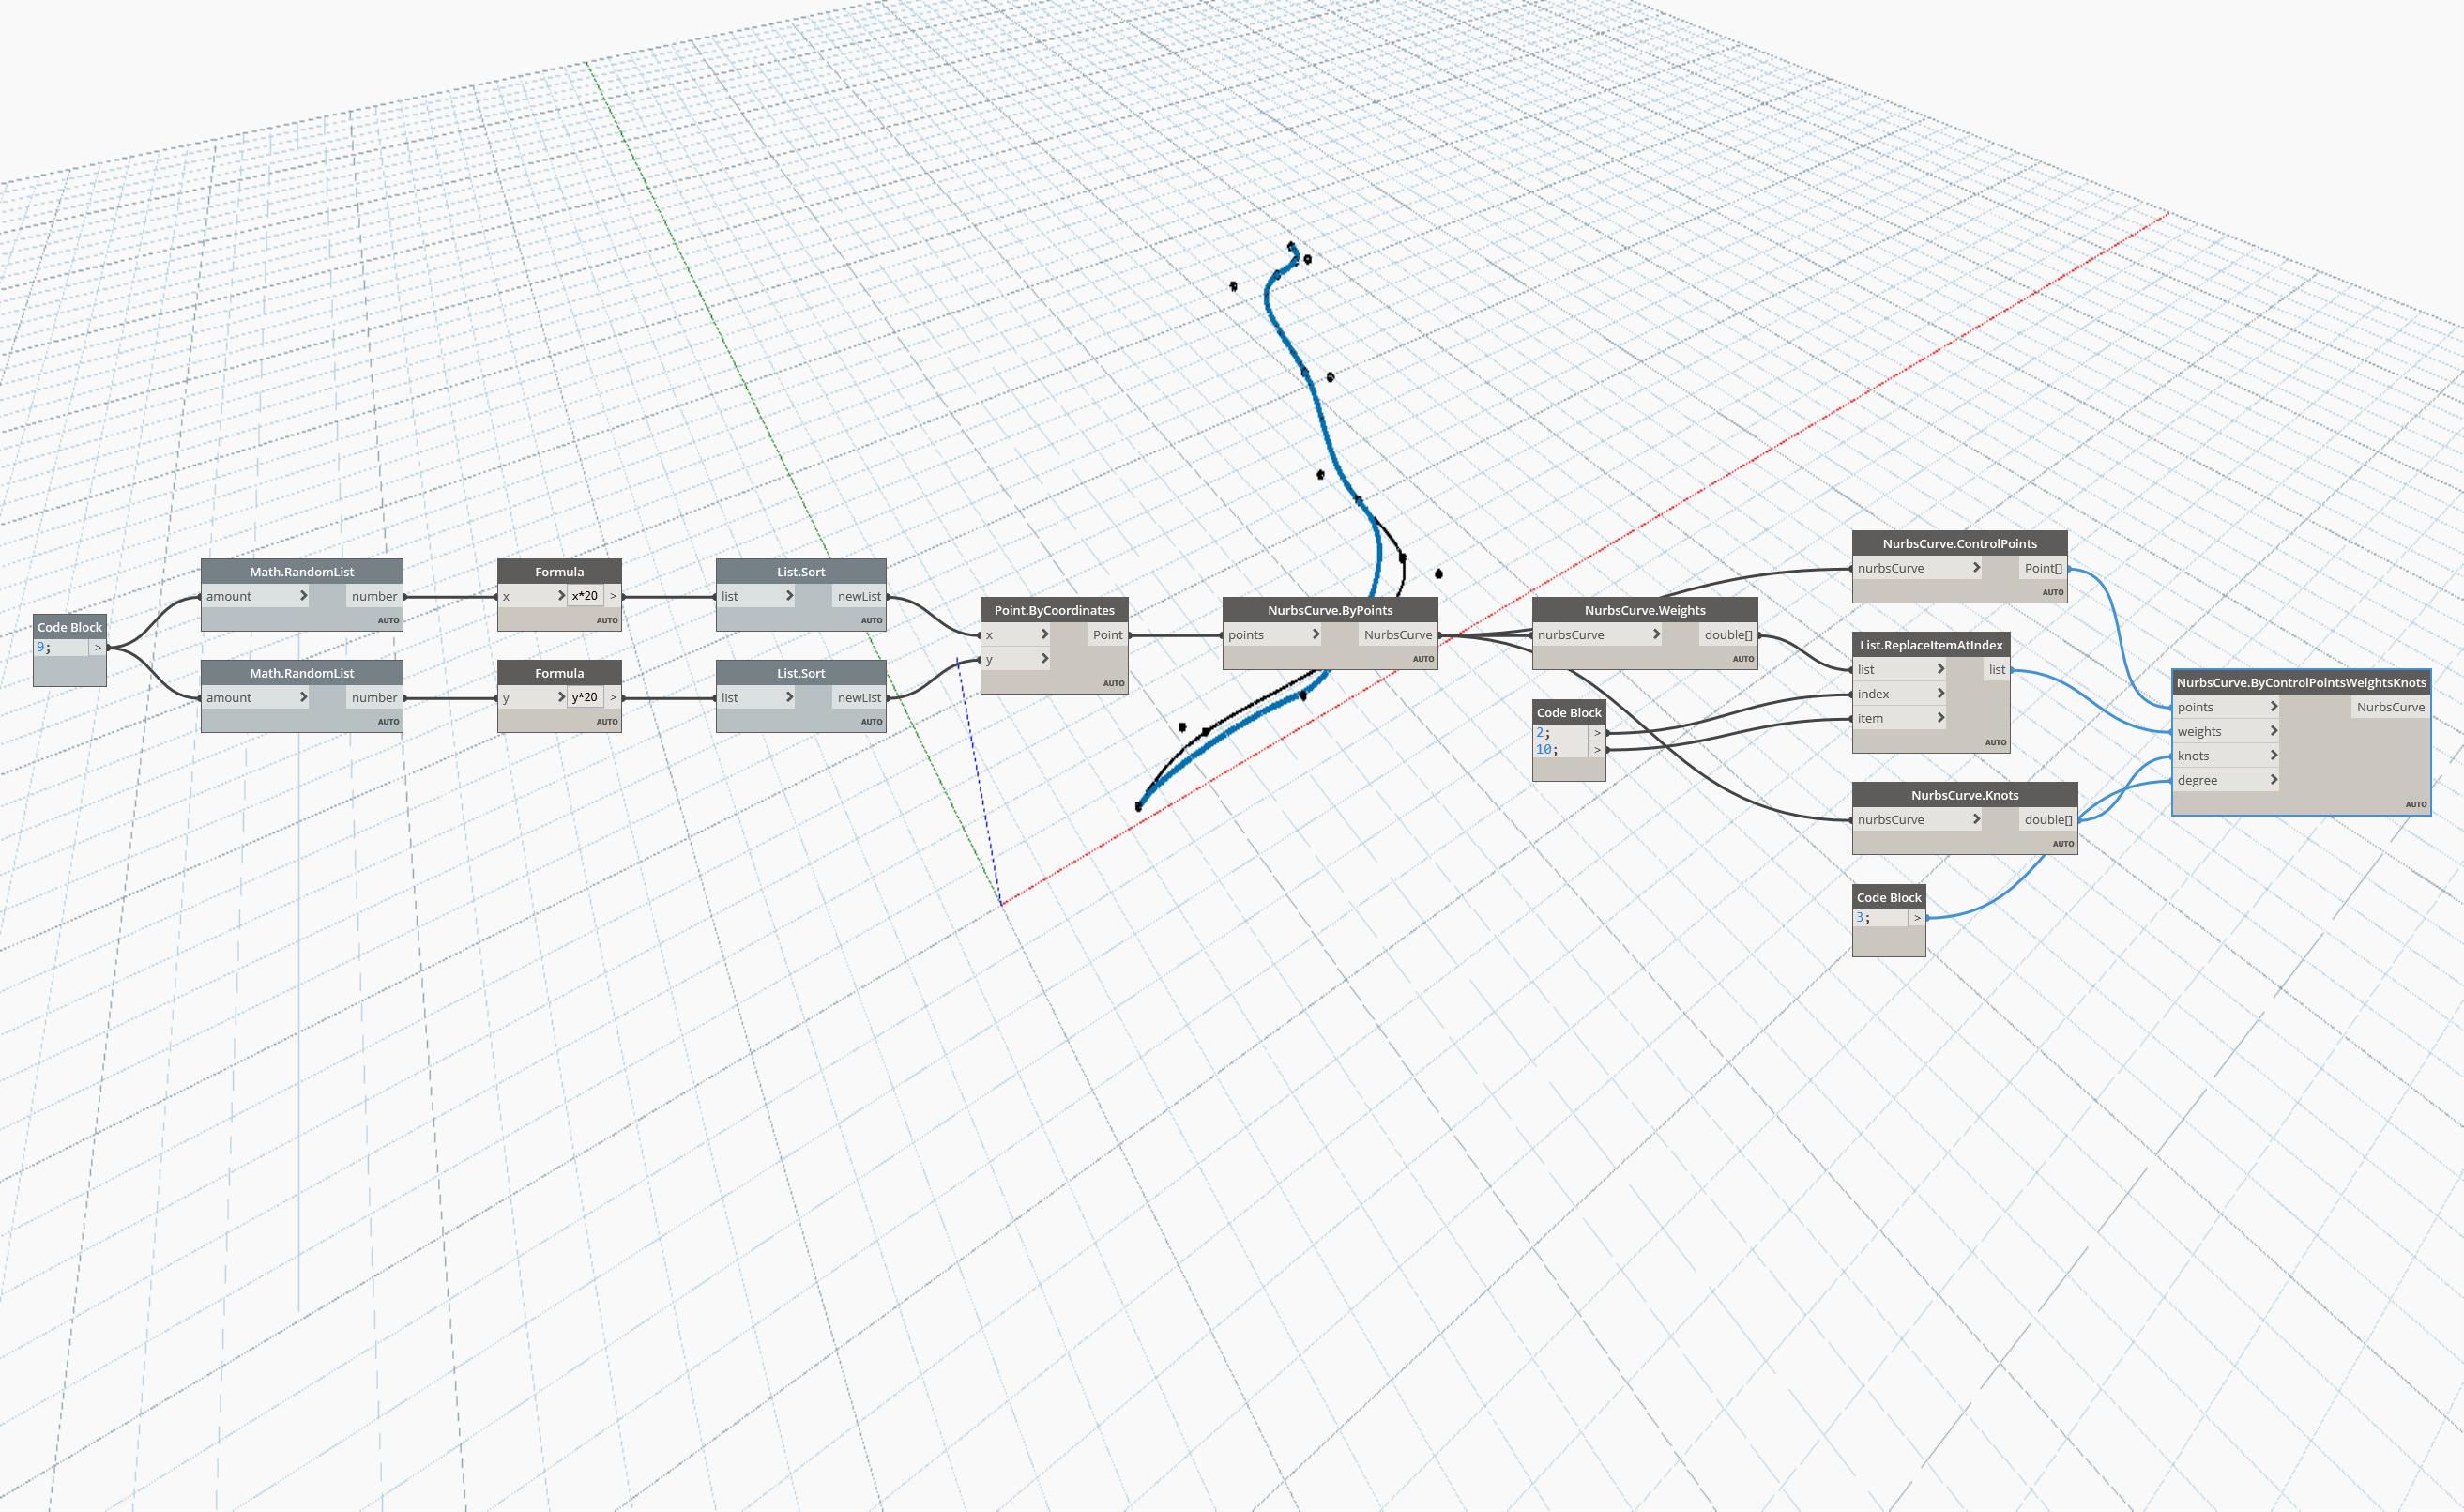 Code Block
9; >
Math.RandomList
amount > number
AUTO
Math.RandomList
amount > number
AUTO
Formula
x > x*20 >
AUTO
Formula
y > y*20 >
AUTO
List.Sort
list > newList
AUTO
List.Sort
list > newList
AUTO
Point.ByCoordinates
x > Point
y >
AUTO
NurbsCurve.ByPoints
points > NurbsCurve
AUTO
NurbsCurve.Weights
nurbsCurve > double[]
AUTO
Code Block
2; >
10; >
NurbsCurve.ControlPoints
nurbsCurve > Point[]
AUTO
List.ReplaceItemAtIndex
list > list
index >
item >
AUTO
NurbsCurve.Knots
nurbsCurve > double[]
AUTO
Code Block
3; >
NurbsCurve.ByControlPointsWeightsKnots
points > NurbsCurve
weights >
knots >
degree >
AUTO